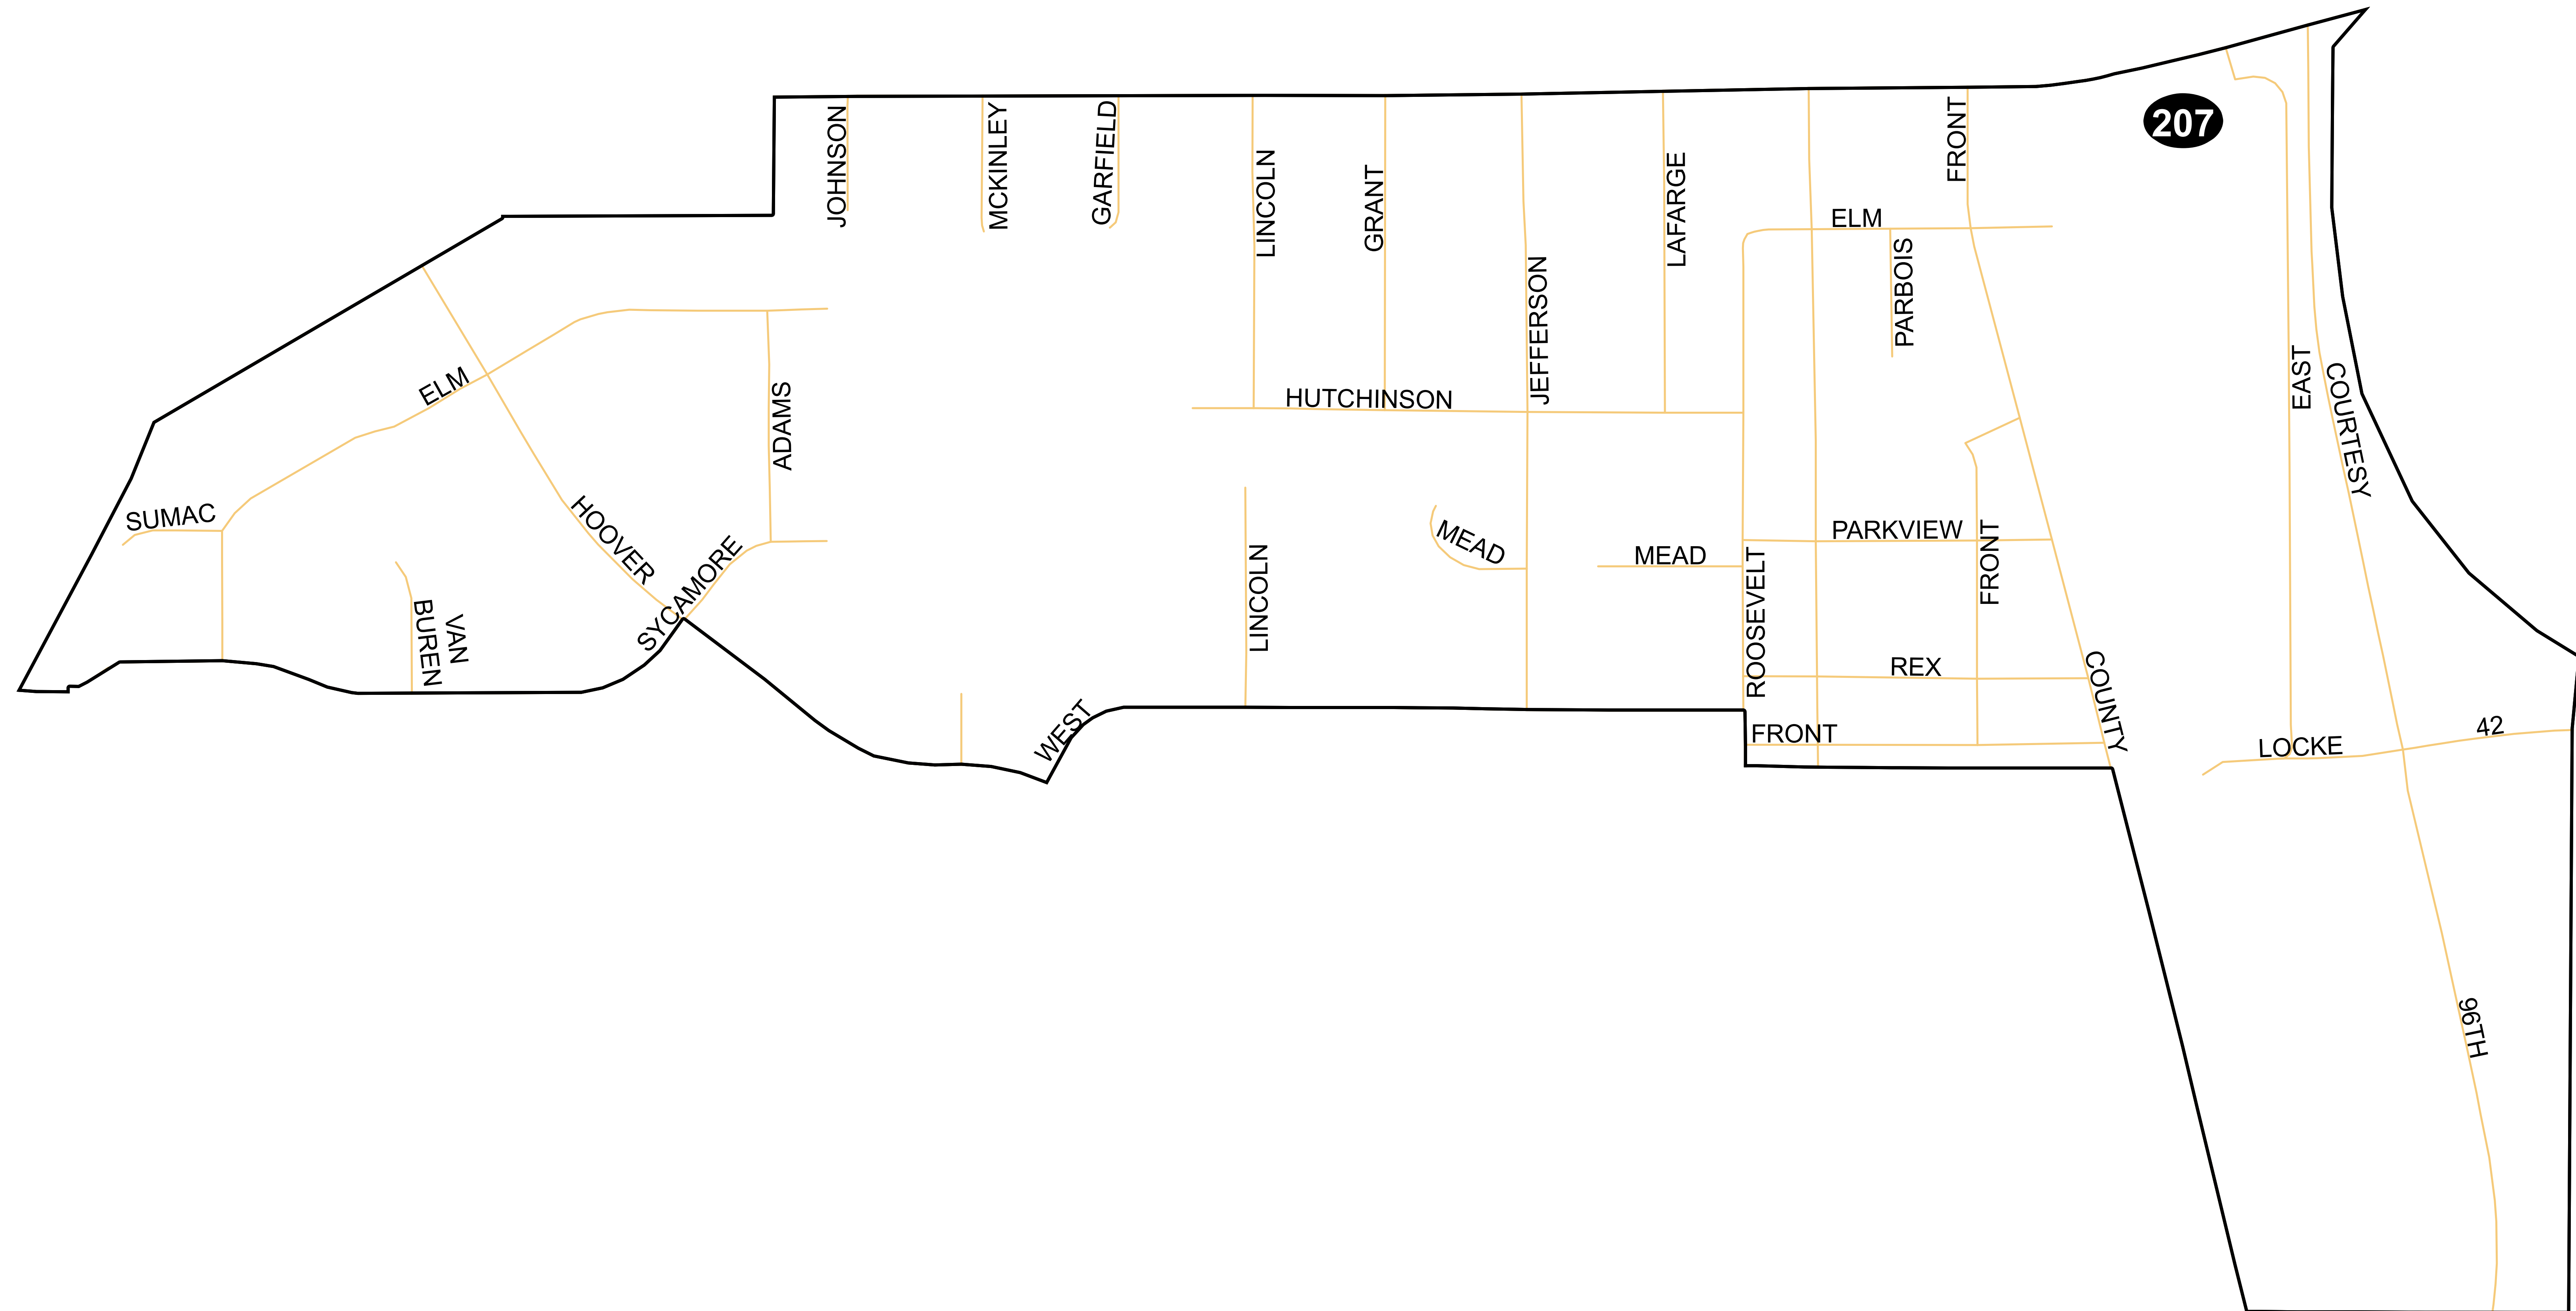 JOHNSON
MCKINLEY
GARFIELD
LINCOLN
GRANT
JEFFERSON
LAFARGE
FRONT
207
ELM
PARBOIS
ELM
ADAMS
HUTCHINSON
EAST
COURTESY
SUMAC
HOOVER
SYCAMORE
VAN
BUREN
LINCOLN
MEAD
MEAD
ROOSEVELT
PARKVIEW
FRONT
REX
COUNTY
WEST
FRONT
LOCKE
42
96TH